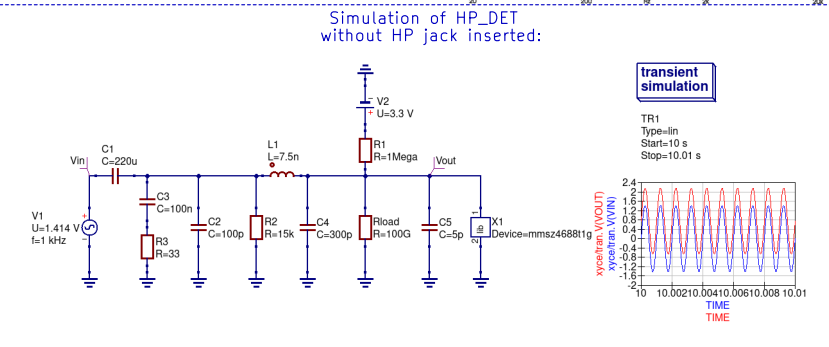 Simulation of HP_DET
without HP jack inserted:
V2
U=3.3 V
R1
R=1Mega
transient
simulation
TR1
Type=lin
Start=10 s
Stop=10.01 s
C1
C=220u
L1
L=7.5n
Vin
Vout
V1
U=1.414 V
f=1 kHz
C3
C=100n
R3
R=33
C2
C=100p
R2
R=15k
C4
C=300p
Rload
R=100G
C5
C=5p
1
lib
2
X1
Device=mmsz4688t1g
xyce/tran.V(VOUT)
xyce/tran.V(VIN)
2.4
2
1.6
1.2
0.8
0.4
0
-0.4
-0.8
-1.2
-1.6
-2
10 10.002 10.004 10.006 10.008 10.01
TIME
TIME